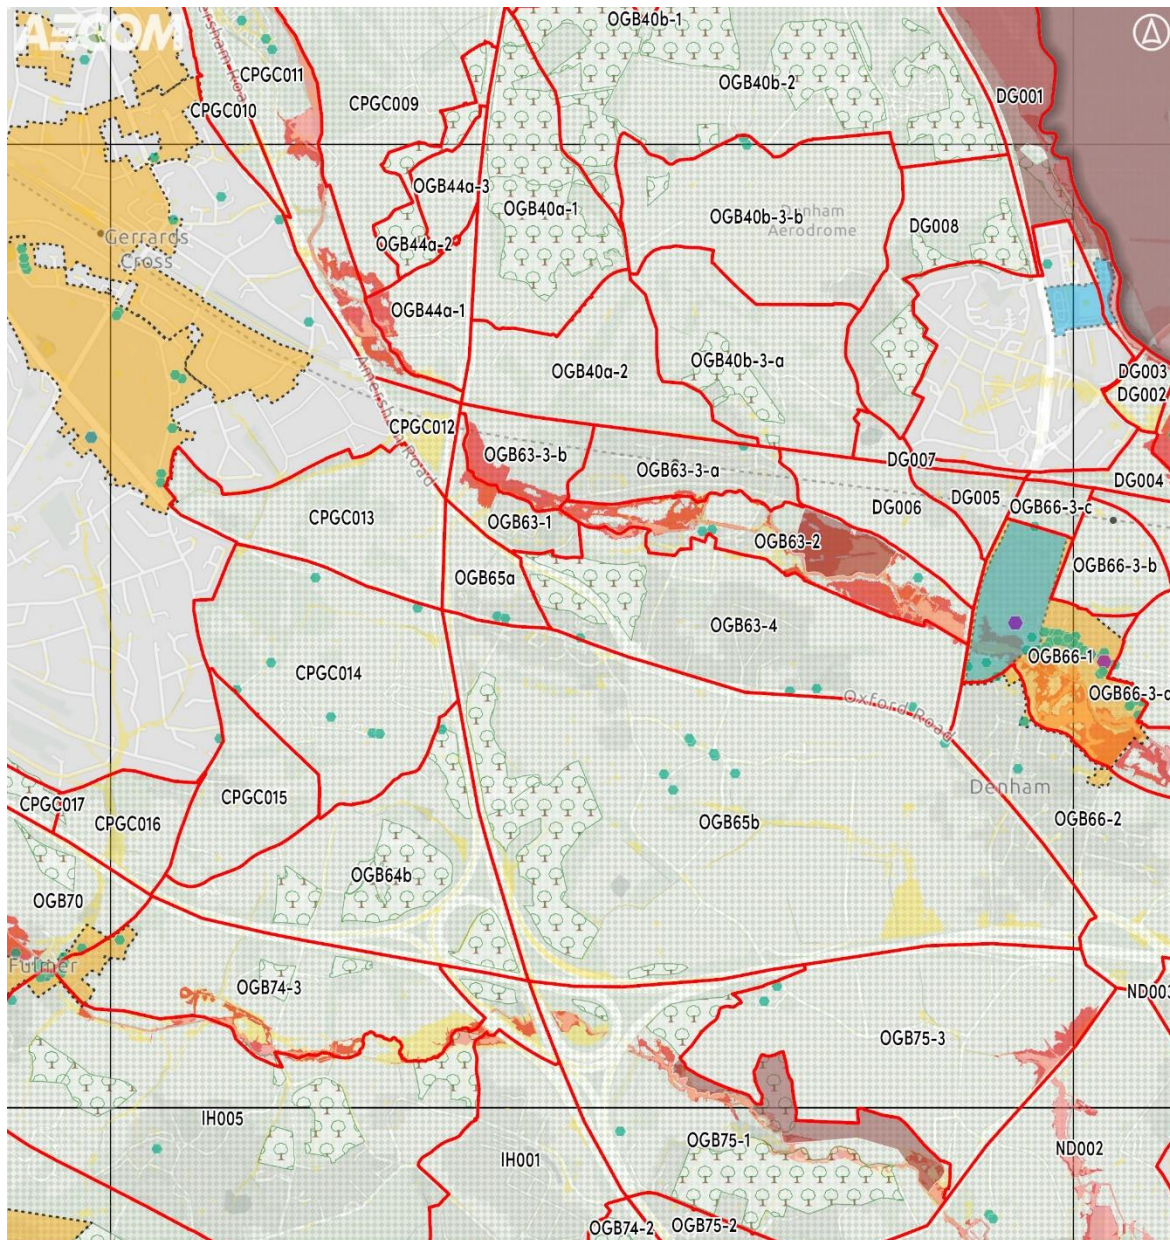 AECOM
OGB40b-1
CPGC011
CPGC009
OGB40b-2
DG001
CPGC010
OGB44a-3
OGB40a-1
OGB40b-3-b
Denham
Aerodrome
DG008
Gerrards
Cross
OGB44a-2
OGB44a-1
OGB40a-2
OGB40b-3-a
DG003
DG002
Amersham Road
CPGC012
OGB63-3-b
OGB63-3-a
DG007
DG004
DG005
OGB66-3-c
DG006
CPGC013
OGB63-1
OGB63-2
OGB66-3-b
OGB65a
OGB63-4
OGB66-1
CPGC014
OGB66-3-a
Oxford Road
Denham
CPGC015
CPGC017
CPGC016
OGB65b
OGB66-2
OGB64b
OGB70
Fulmer
OGB74-3
ND003
OGB75-3
IH005
OGB75-1
IH001
ND002
OGB74-2
OGB75-2